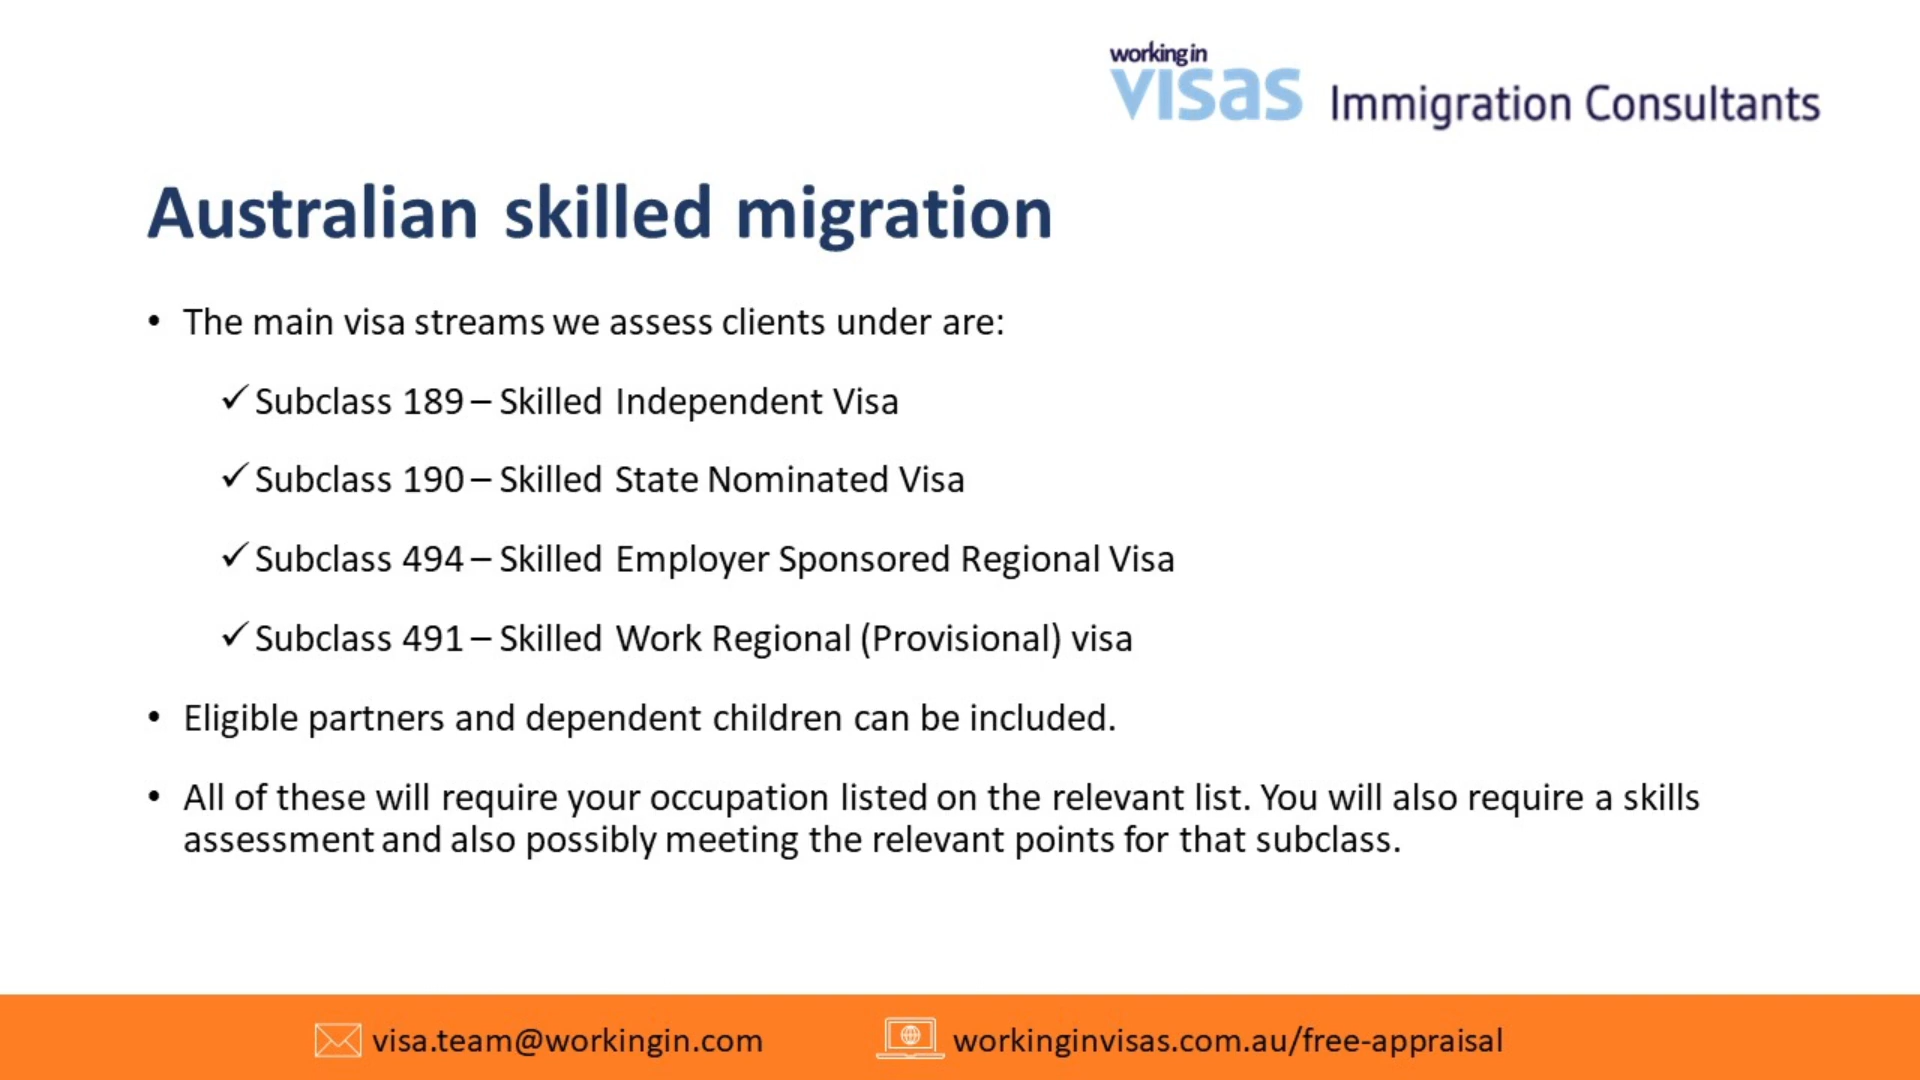 workingin
visas Immigration Consultants
Australian skilled migration
• The main visa streams we assess clients under are:
✓ Subclass 189 – Skilled Independent Visa
✓ Subclass 190 – Skilled State Nominated Visa
✓ Subclass 494 – Skilled Employer Sponsored Regional Visa
✓ Subclass 491 – Skilled Work Regional (Provisional) visa
• Eligible partners and dependent children can be included.
• All of these will require your occupation listed on the relevant list. You will also require a skills
assessment and also possibly meeting the relevant points for that subclass.
visa.team@workingin.com workinginvisas.com.au/free-appraisal